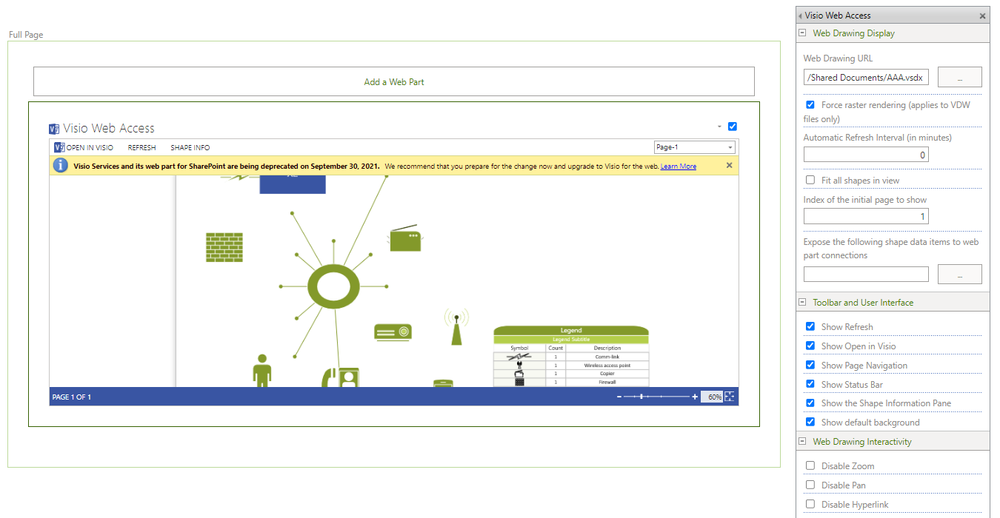 Full Page
Add a Web Part
Visio Web Access
OPEN IN VISIO REFRESH SHAPE INFO Page-1
Visio Services and its web part for SharePoint are being deprecated on September 30, 2021. We recommend that you prepare for the change now and upgrade to Visio for the web. Learn More
Legend
Legend Subtitle
Symbol Count Description
1 Comm-link
1 Wireless access point
1 Copier
1 Firewall
PAGE 1 OF 1 60%
Visio Web Access
Web Drawing Display
Web Drawing URL
/Shared Documents/AAA.vsdx ...
Force raster rendering (applies to VDW
files only)
Automatic Refresh Interval (in minutes)
0
Fit all shapes in view
Index of the initial page to show
1
Expose the following shape data items to web
part connections
...
Toolbar and User Interface
Show Refresh
Show Open in Visio
Show Page Navigation
Show Status Bar
Show the Shape Information Pane
Show default background
Web Drawing Interactivity
Disable Zoom
Disable Pan
Disable Hyperlink